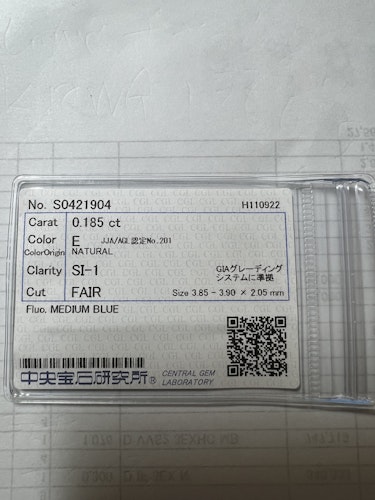 No. S0421904 H110922
Carat 0.185 ct
Color E JJA/AGL認定No.201
ColorOrigin NATURAL
Clarity SI-1 GIAグレーディング
システムに準拠
Cut FAIR Size 3.85 - 3.90 × 2.05 mm
Fluo. MEDIUM BLUE
中央宝石研究所® CENTRAL GEM
LABORATORY